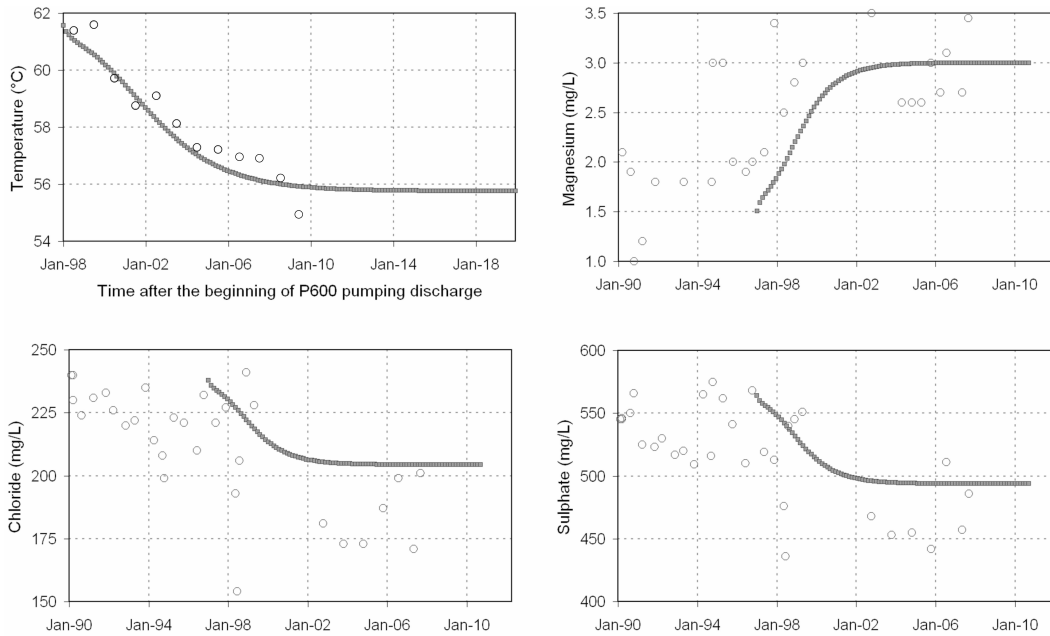 Temperature (°C)
62
60
58
56
54
Jan-98 Jan-02 Jan-06 Jan-10 Jan-14 Jan-18
Time after the beginning of P600 pumping discharge
Magnesium (mg/L)
3.5
3.0
2.5
2.0
1.5
1.0
Jan-90 Jan-94 Jan-98 Jan-02 Jan-06 Jan-10
Chloride (mg/L)
250
225
200
175
150
Jan-90 Jan-94 Jan-98 Jan-02 Jan-06 Jan-10
Sulphate (mg/L)
600
550
500
450
400
Jan-90 Jan-94 Jan-98 Jan-02 Jan-06 Jan-10